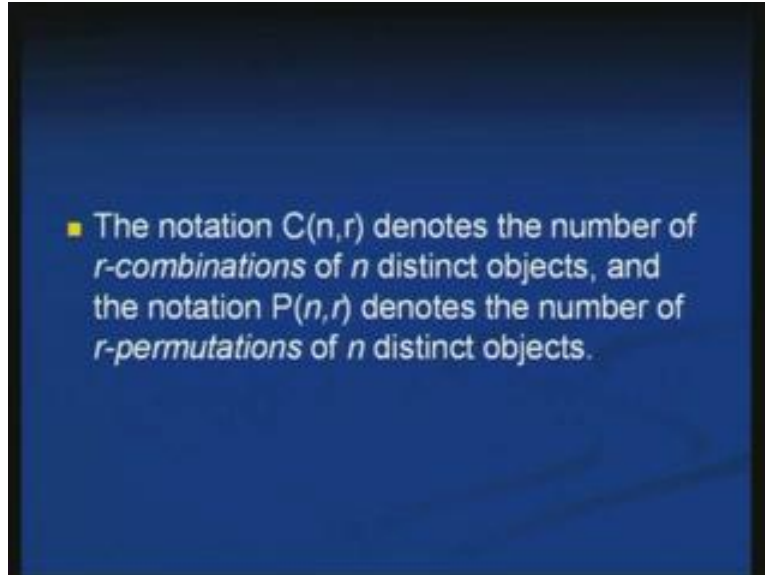 The notation C(n,r) denotes the number of
r-combinations of n distinct objects, and
the notation P(n,r) denotes the number of
r-permutations of n distinct objects.